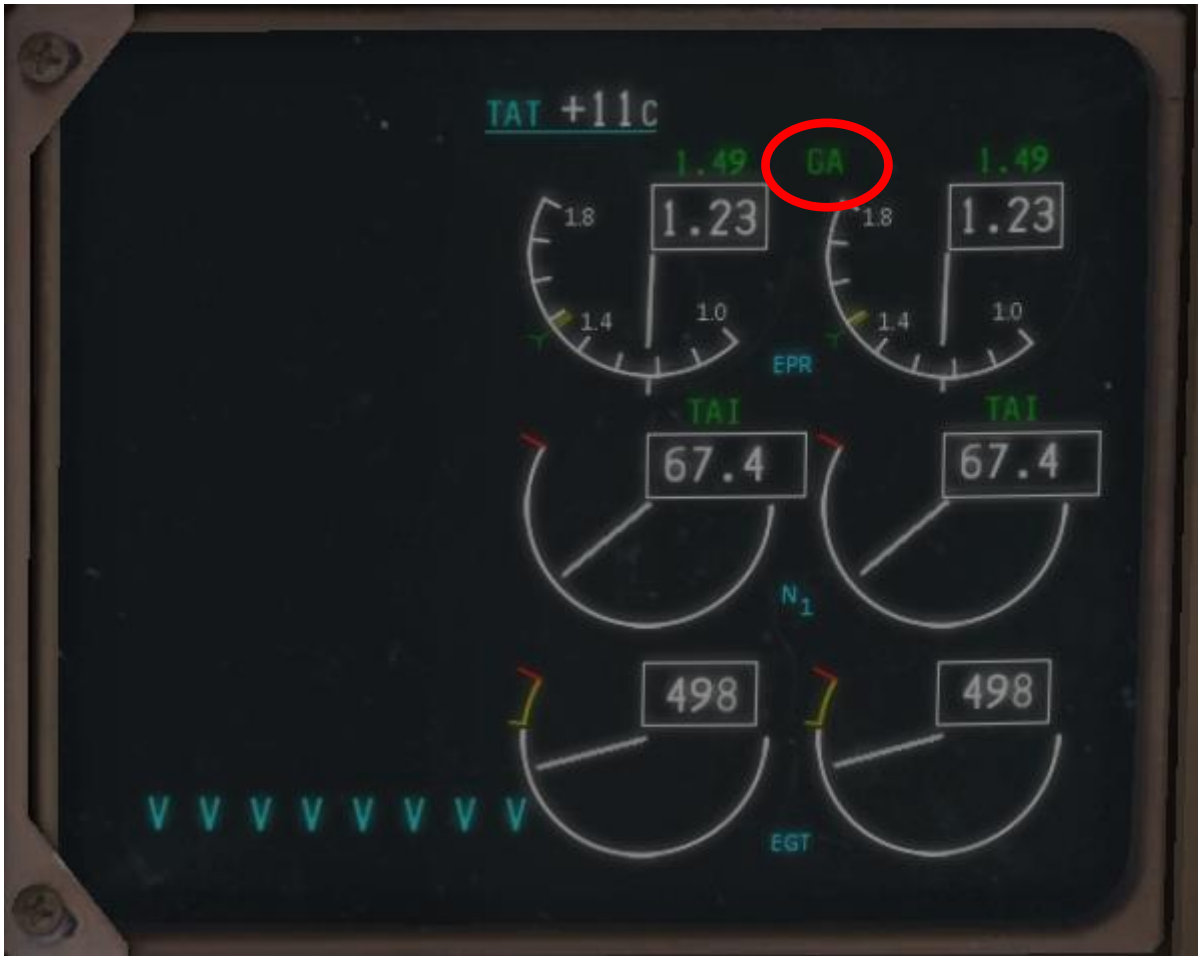 TAT +11c
1.49 GA 1.49
1.23 1.23
1.8 1.8
1.4 1.0 1.4 1.0
EPR
TAI TAI
67.4 67.4
N1
498 498
V V V V V V V V
EGT